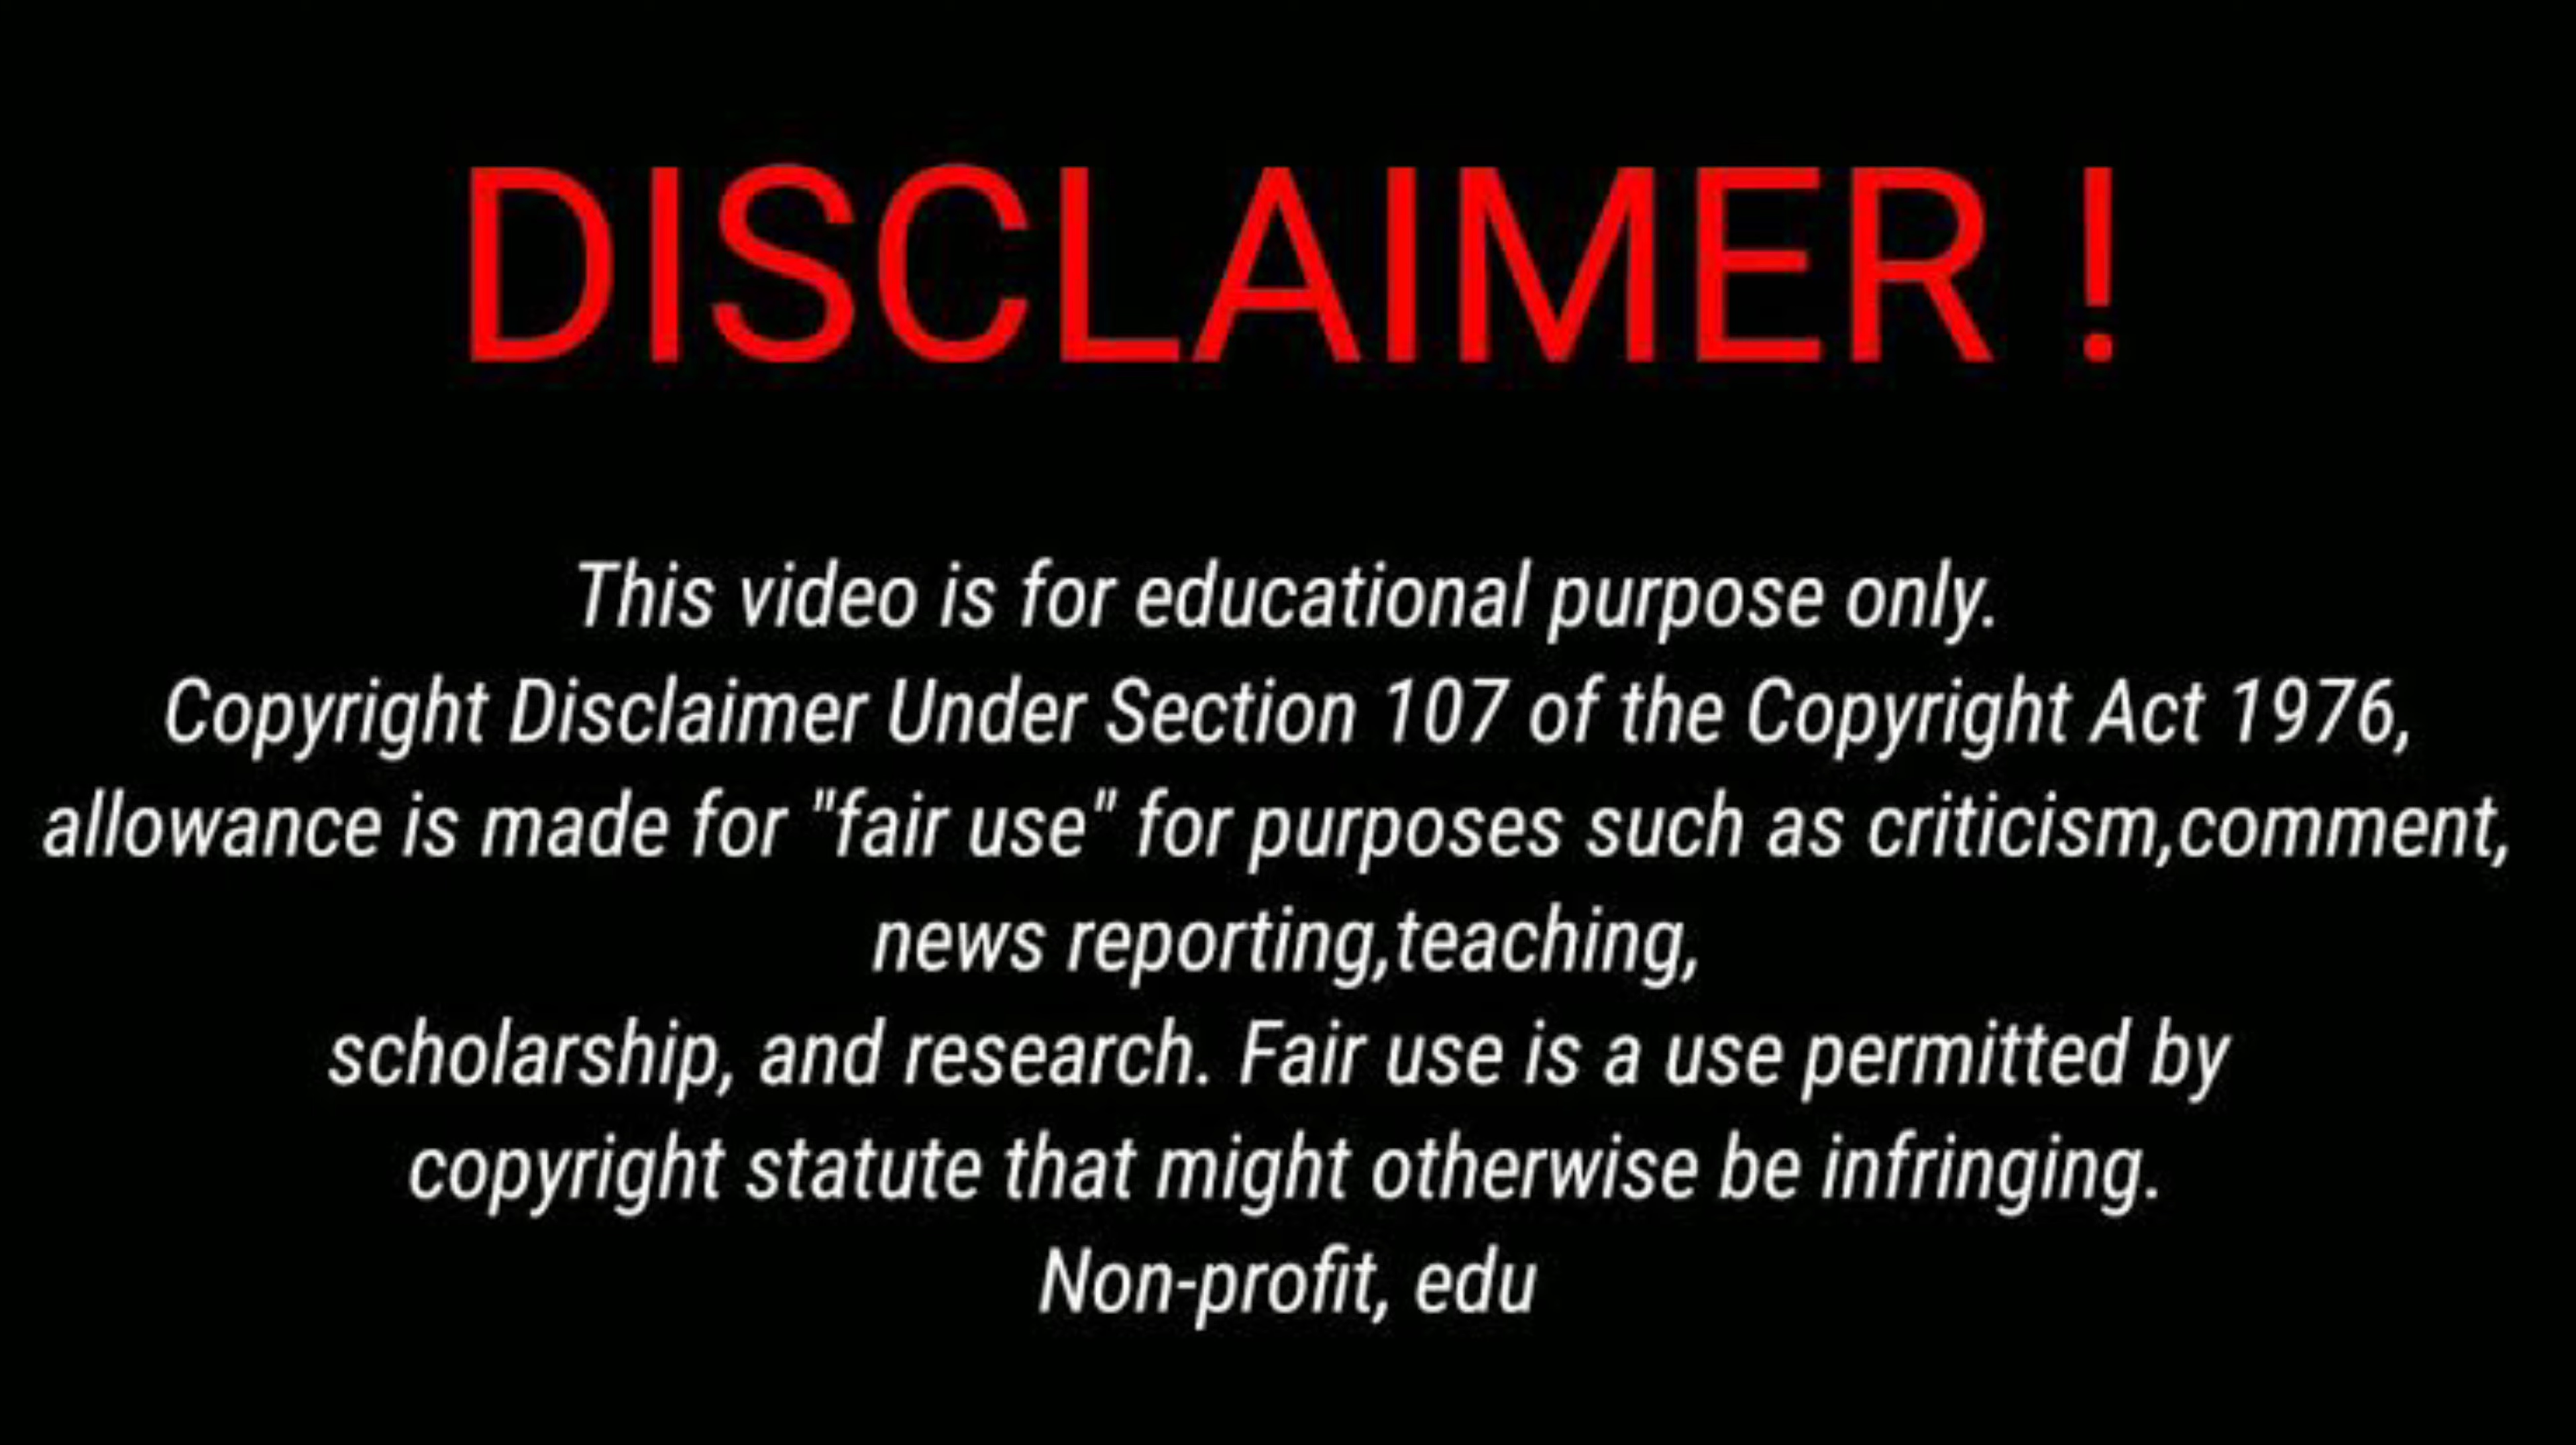 DISCLAIMER !
This video is for educational purpose only.
Copyright Disclaimer Under Section 107 of the Copyright Act 1976,
allowance is made for "fair use" for purposes such as criticism,comment,
news reporting,teaching,
scholarship, and research. Fair use is a use permitted by
copyright statute that might otherwise be infringing.
Non-profit, edu